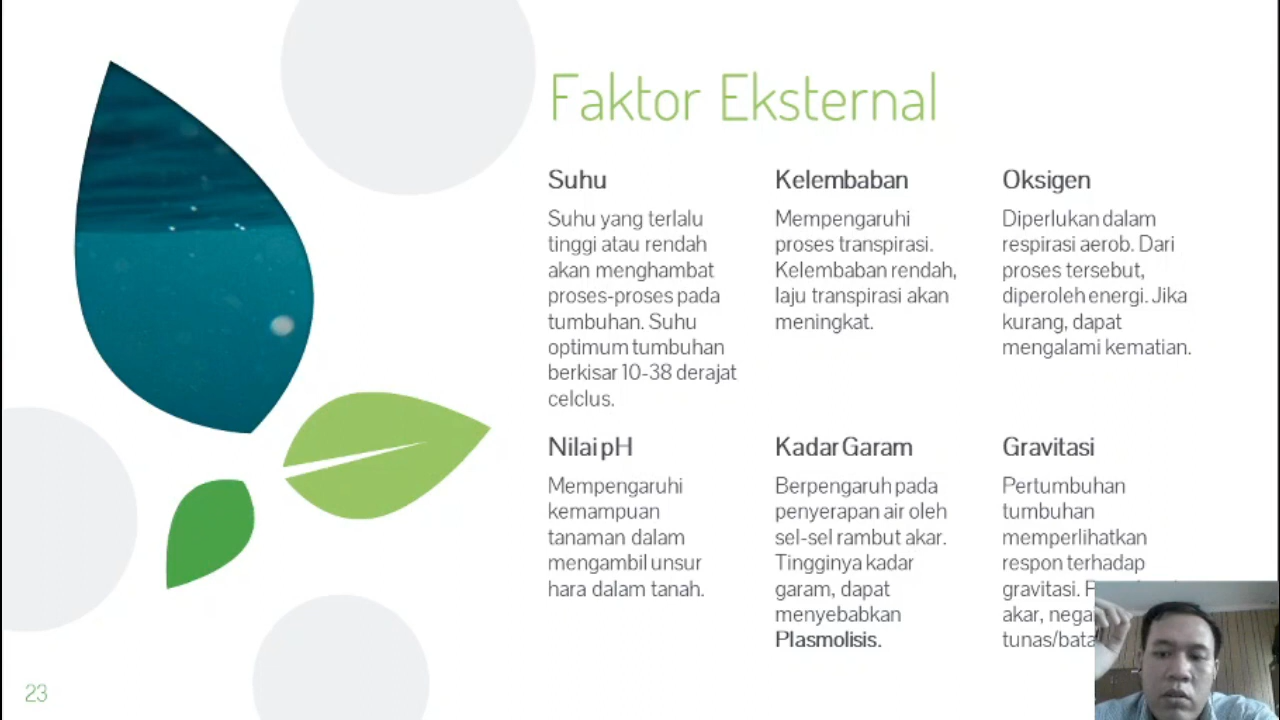 Faktor Eksternal
Suhu
Suhu yang terlalu
tinggi atau rendah
akan menghambat
proses-proses pada
tumbuhan. Suhu
optimum tumbuhan
berkisar 10-38 derajat
celclus.
Kelembaban
Mempengaruhi
proses transpirasi.
Kelembaban rendah,
laju transpirasi akan
meningkat.
Oksigen
Diperlukan dalam
respirasi aerob. Dari
proses tersebut,
diperoleh energi. Jika
kurang, dapat
mengalami kematian.
Nilai pH
Mempengaruhi
kemampuan
tanaman dalam
mengambil unsur
hara dalam tanah.
Kadar Garam
Berpengaruh pada
penyerapan air oleh
sel-sel rambut akar.
Tingginya kadar
garam, dapat
menyebabkan
Plasmolisis.
Gravitasi
Pertumbuhan
tumbuhan
memperlihatkan
respon terhadap
gravitasi.
akar,
23